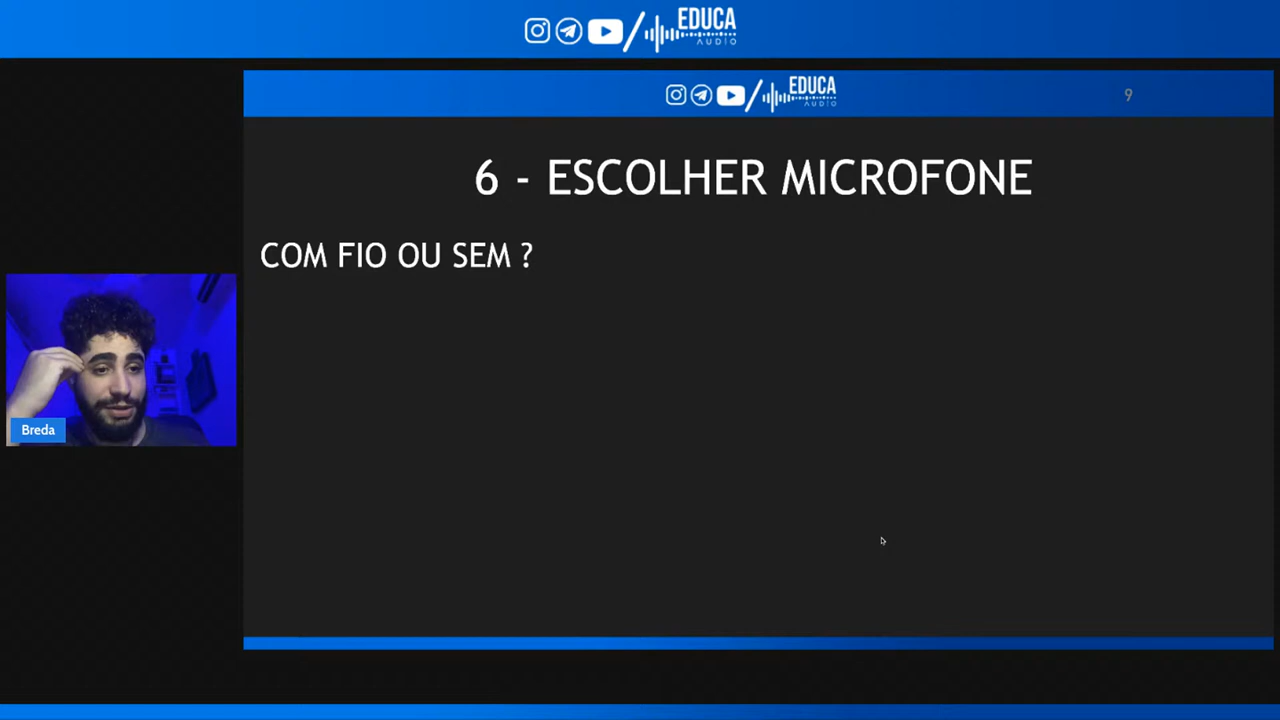 EDUCA
AUDIO
EDUCA
AUDIO
9
6 - ESCOLHER MICROFONE
COM FIO OU SEM ?
Breda